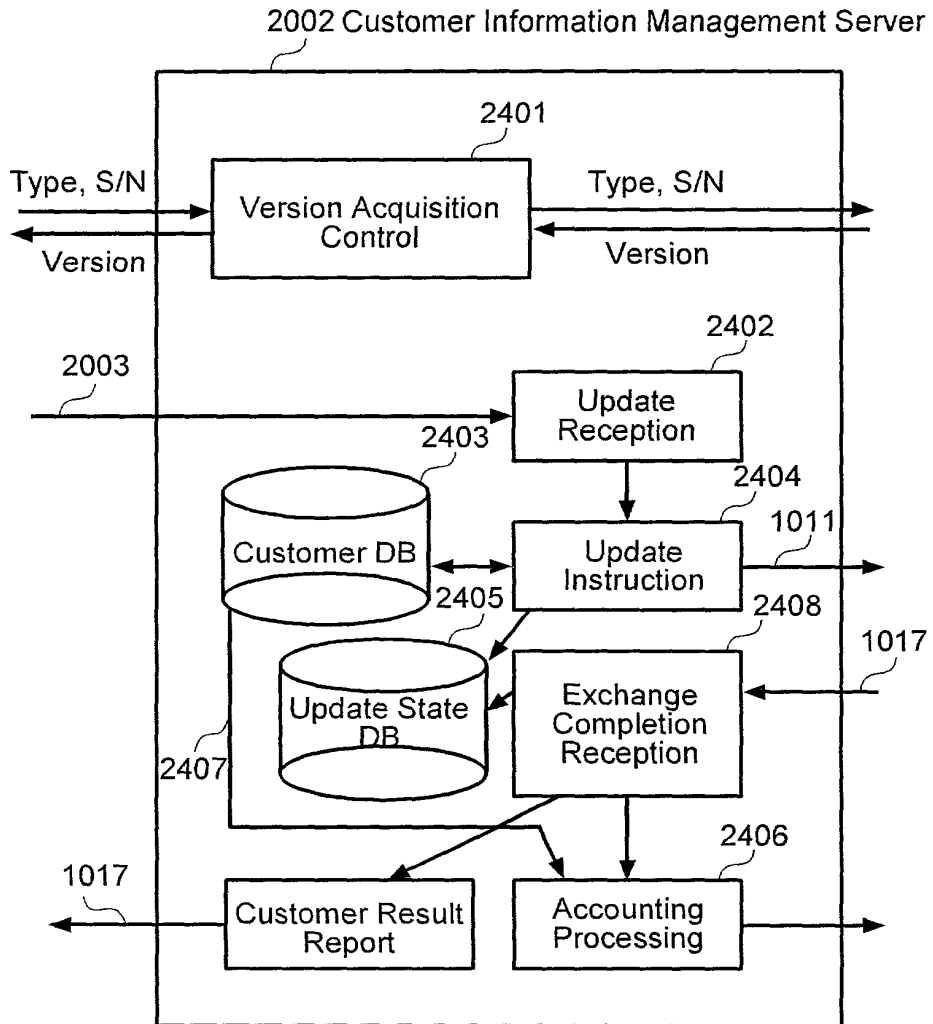 2002 Customer Information Management Server
2401
Type, S/N
Version Acquisition
Control
Type, S/N
Version
Version
2402
2003
Update
Reception
2403
2404
Customer DB
Update
Instruction
1011
2405
2408
Update State
DB
Exchange
Completion
Reception
1017
2407
2406
1017
Customer Result
Report
Accounting
Processing